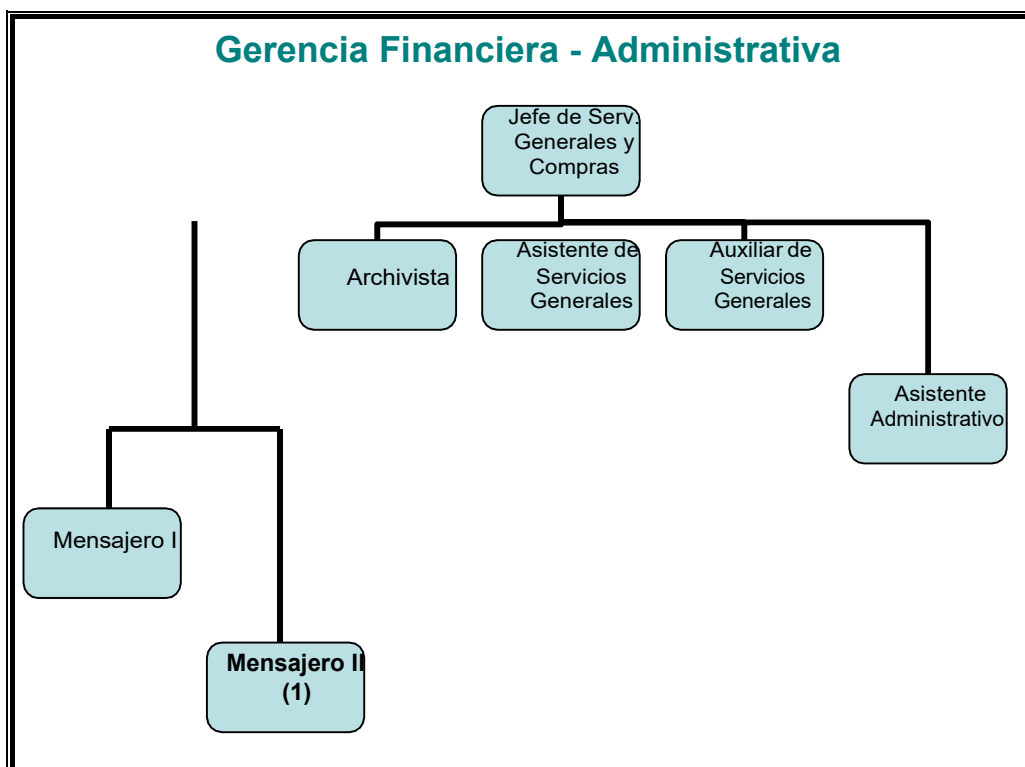 Gerencia Financiera - Administrativa
Jefe de Serv.
Generales y
Compras
Archivista
Asistente de
Servicios
Generales
Auxiliar de
Servicios
Generales
Asistente
Administrativo
Mensajero I
Mensajero II
(1)